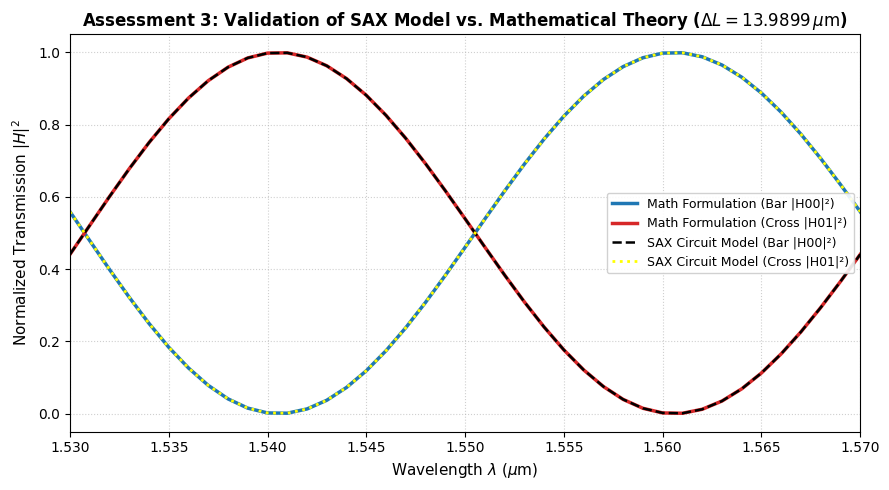 Assessment 3: Validation of SAX Model vs. Mathematical Theory (ΔL = 13.9899 μm)
Normalized Transmission |H|²
1.0
0.8
0.6
0.4
0.2
0.0
Math Formulation (Bar |H00|²)
Math Formulation (Cross |H01|²)
SAX Circuit Model (Bar |H00|²)
SAX Circuit Model (Cross |H01|²)
1.530 1.535 1.540 1.545 1.550 1.555 1.560 1.565 1.570
Wavelength λ (μm)